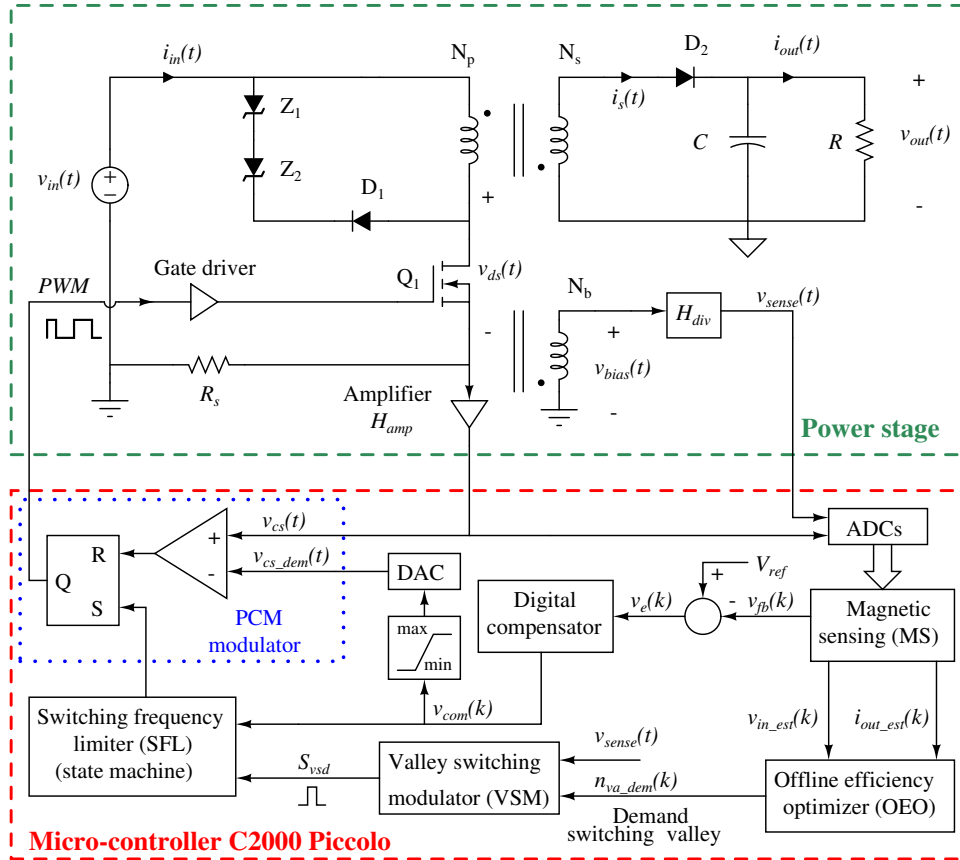 i_in(t)
N_p
N_s
D_2
i_out(t)
i_s(t)
+
Z_1
Z_2
C
R
v_out(t)
v_in(t)
+
−
D_1
+
-
Gate driver
PWM
Q_1
v_ds(t)
-
N_b
H_div
v_sense(t)
+
v_bias(t)
-
R_s
Amplifier
H_amp
Power stage
R
Q
S
+
-
v_cs(t)
v_cs_dem(t)
DAC
PCM
modulator
max
min
Digital
compensator
v_e(k)
+
V_ref
-
v_fb(k)
ADCs
Magnetic
sensing (MS)
v_com(k)
v_in_est(k)
i_out_est(k)
Switching frequency
limiter (SFL)
(state machine)
S_vsd
Valley switching
modulator (VSM)
v_sense(t)
n_va_dem(k)
Demand
switching valley
Offline efficiency
optimizer (OEO)
Micro-controller C2000 Piccolo